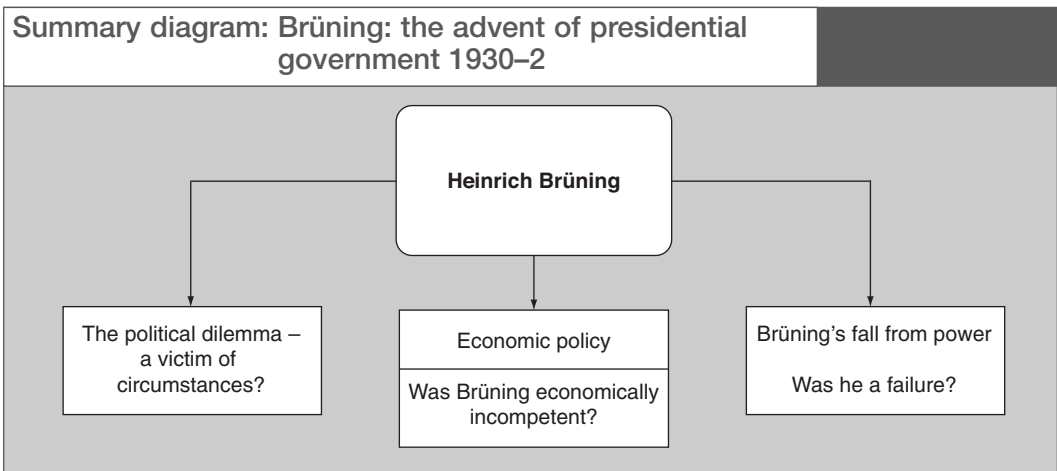 Summary diagram: Brüning: the advent of presidential
government 1930–2
Heinrich Brüning
The political dilemma –
a victim of
circumstances?
Economic policy
Was Brüning economically
incompetent?
Brüning's fall from power
Was he a failure?